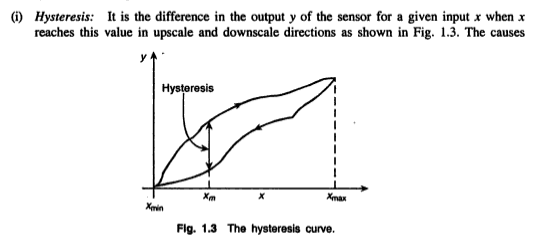 (i) Hysteresis: It is the difference in the output y of the sensor for a given input x when x
reaches this value in upscale and downscale directions as shown in Fig. 1.3. The causes
y
Hysteresis
xm
x
xmax
xmin
Fig. 1.3 The hysteresis curve.